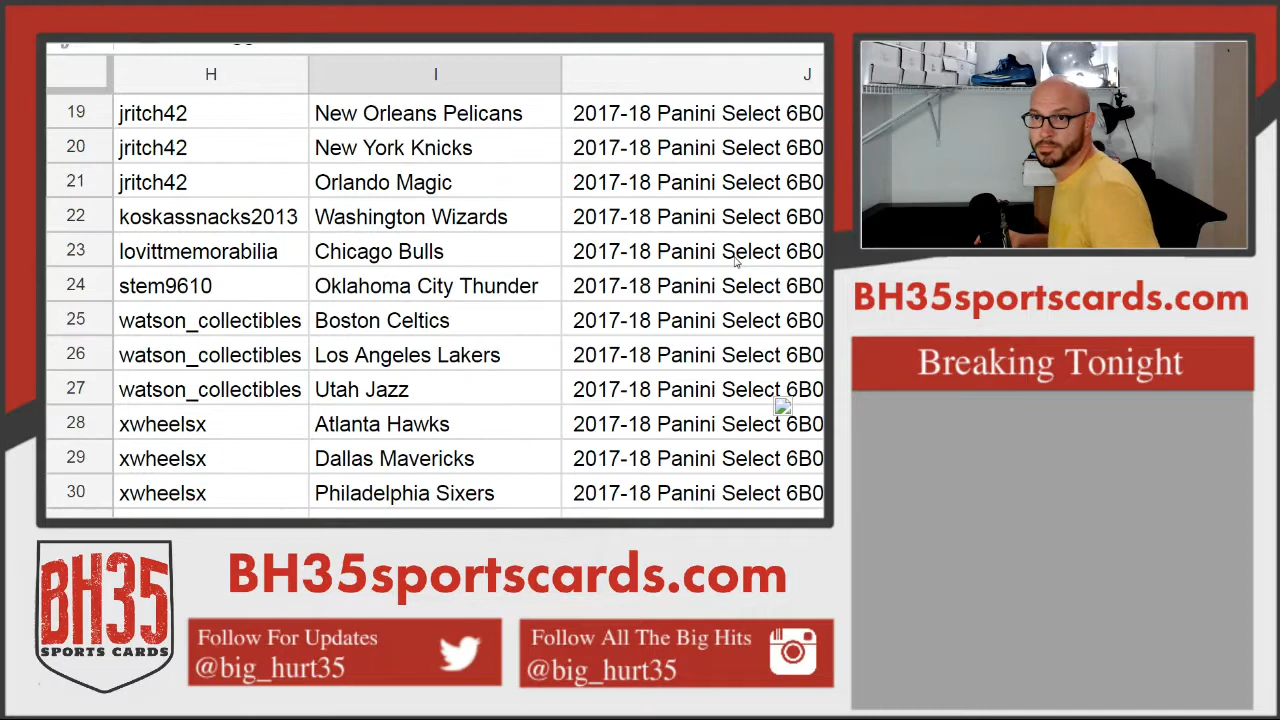 H I J
19 jritch42 New Orleans Pelicans 2017-18 Panini Select 6B0
20 jritch42 New York Knicks 2017-18 Panini Select 6B0
21 jritch42 Orlando Magic 2017-18 Panini Select 6B0
22 koskassnacks2013 Washington Wizards 2017-18 Panini Select 6B0
23 lovittmemorabilia Chicago Bulls 2017-18 Panini Select 6B0
24 stem9610 Oklahoma City Thunder 2017-18 Panini Select 6B0
25 watson_collectibles Boston Celtics 2017-18 Panini Select 6B0
26 watson_collectibles Los Angeles Lakers 2017-18 Panini Select 6B0
27 watson_collectibles Utah Jazz 2017-18 Panini Select 6B0
28 xwheelsx Atlanta Hawks 2017-18 Panini Select 6B0
29 xwheelsx Dallas Mavericks 2017-18 Panini Select 6B0
30 xwheelsx Philadelphia Sixers 2017-18 Panini Select 6B0
BH35sportscards.com
Breaking Tonight
BH35
SPORTS CARDS
BH35sportscards.com
Follow For Updates
@big_hurt35
Follow All The Big Hits
@big_hurt35